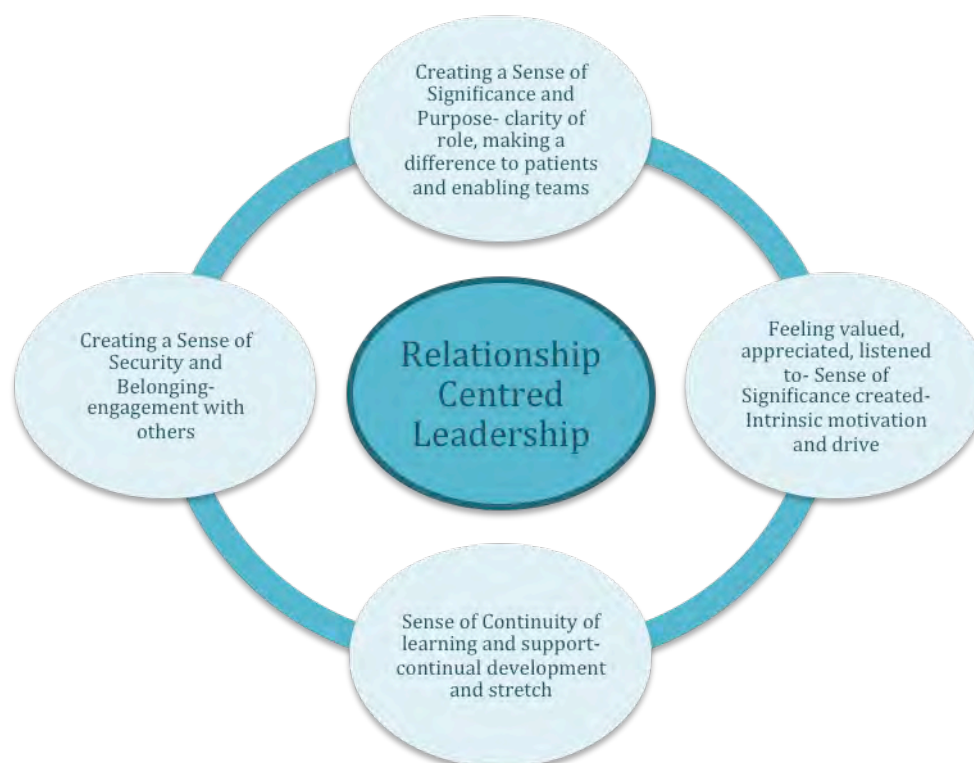 Creating a Sense of
Significance and
Purpose- clarity of
role, making a
difference to patients
and enabling teams
Creating a Sense of
Security and
Belonging-
engagement with
others
Relationship
Centred
Leadership
Feeling valued,
appreciated, listened
to- Sense of
Significance created-
Intrinsic motivation
and drive
Sense of Continuity of
learning and support-
continual development
and stretch